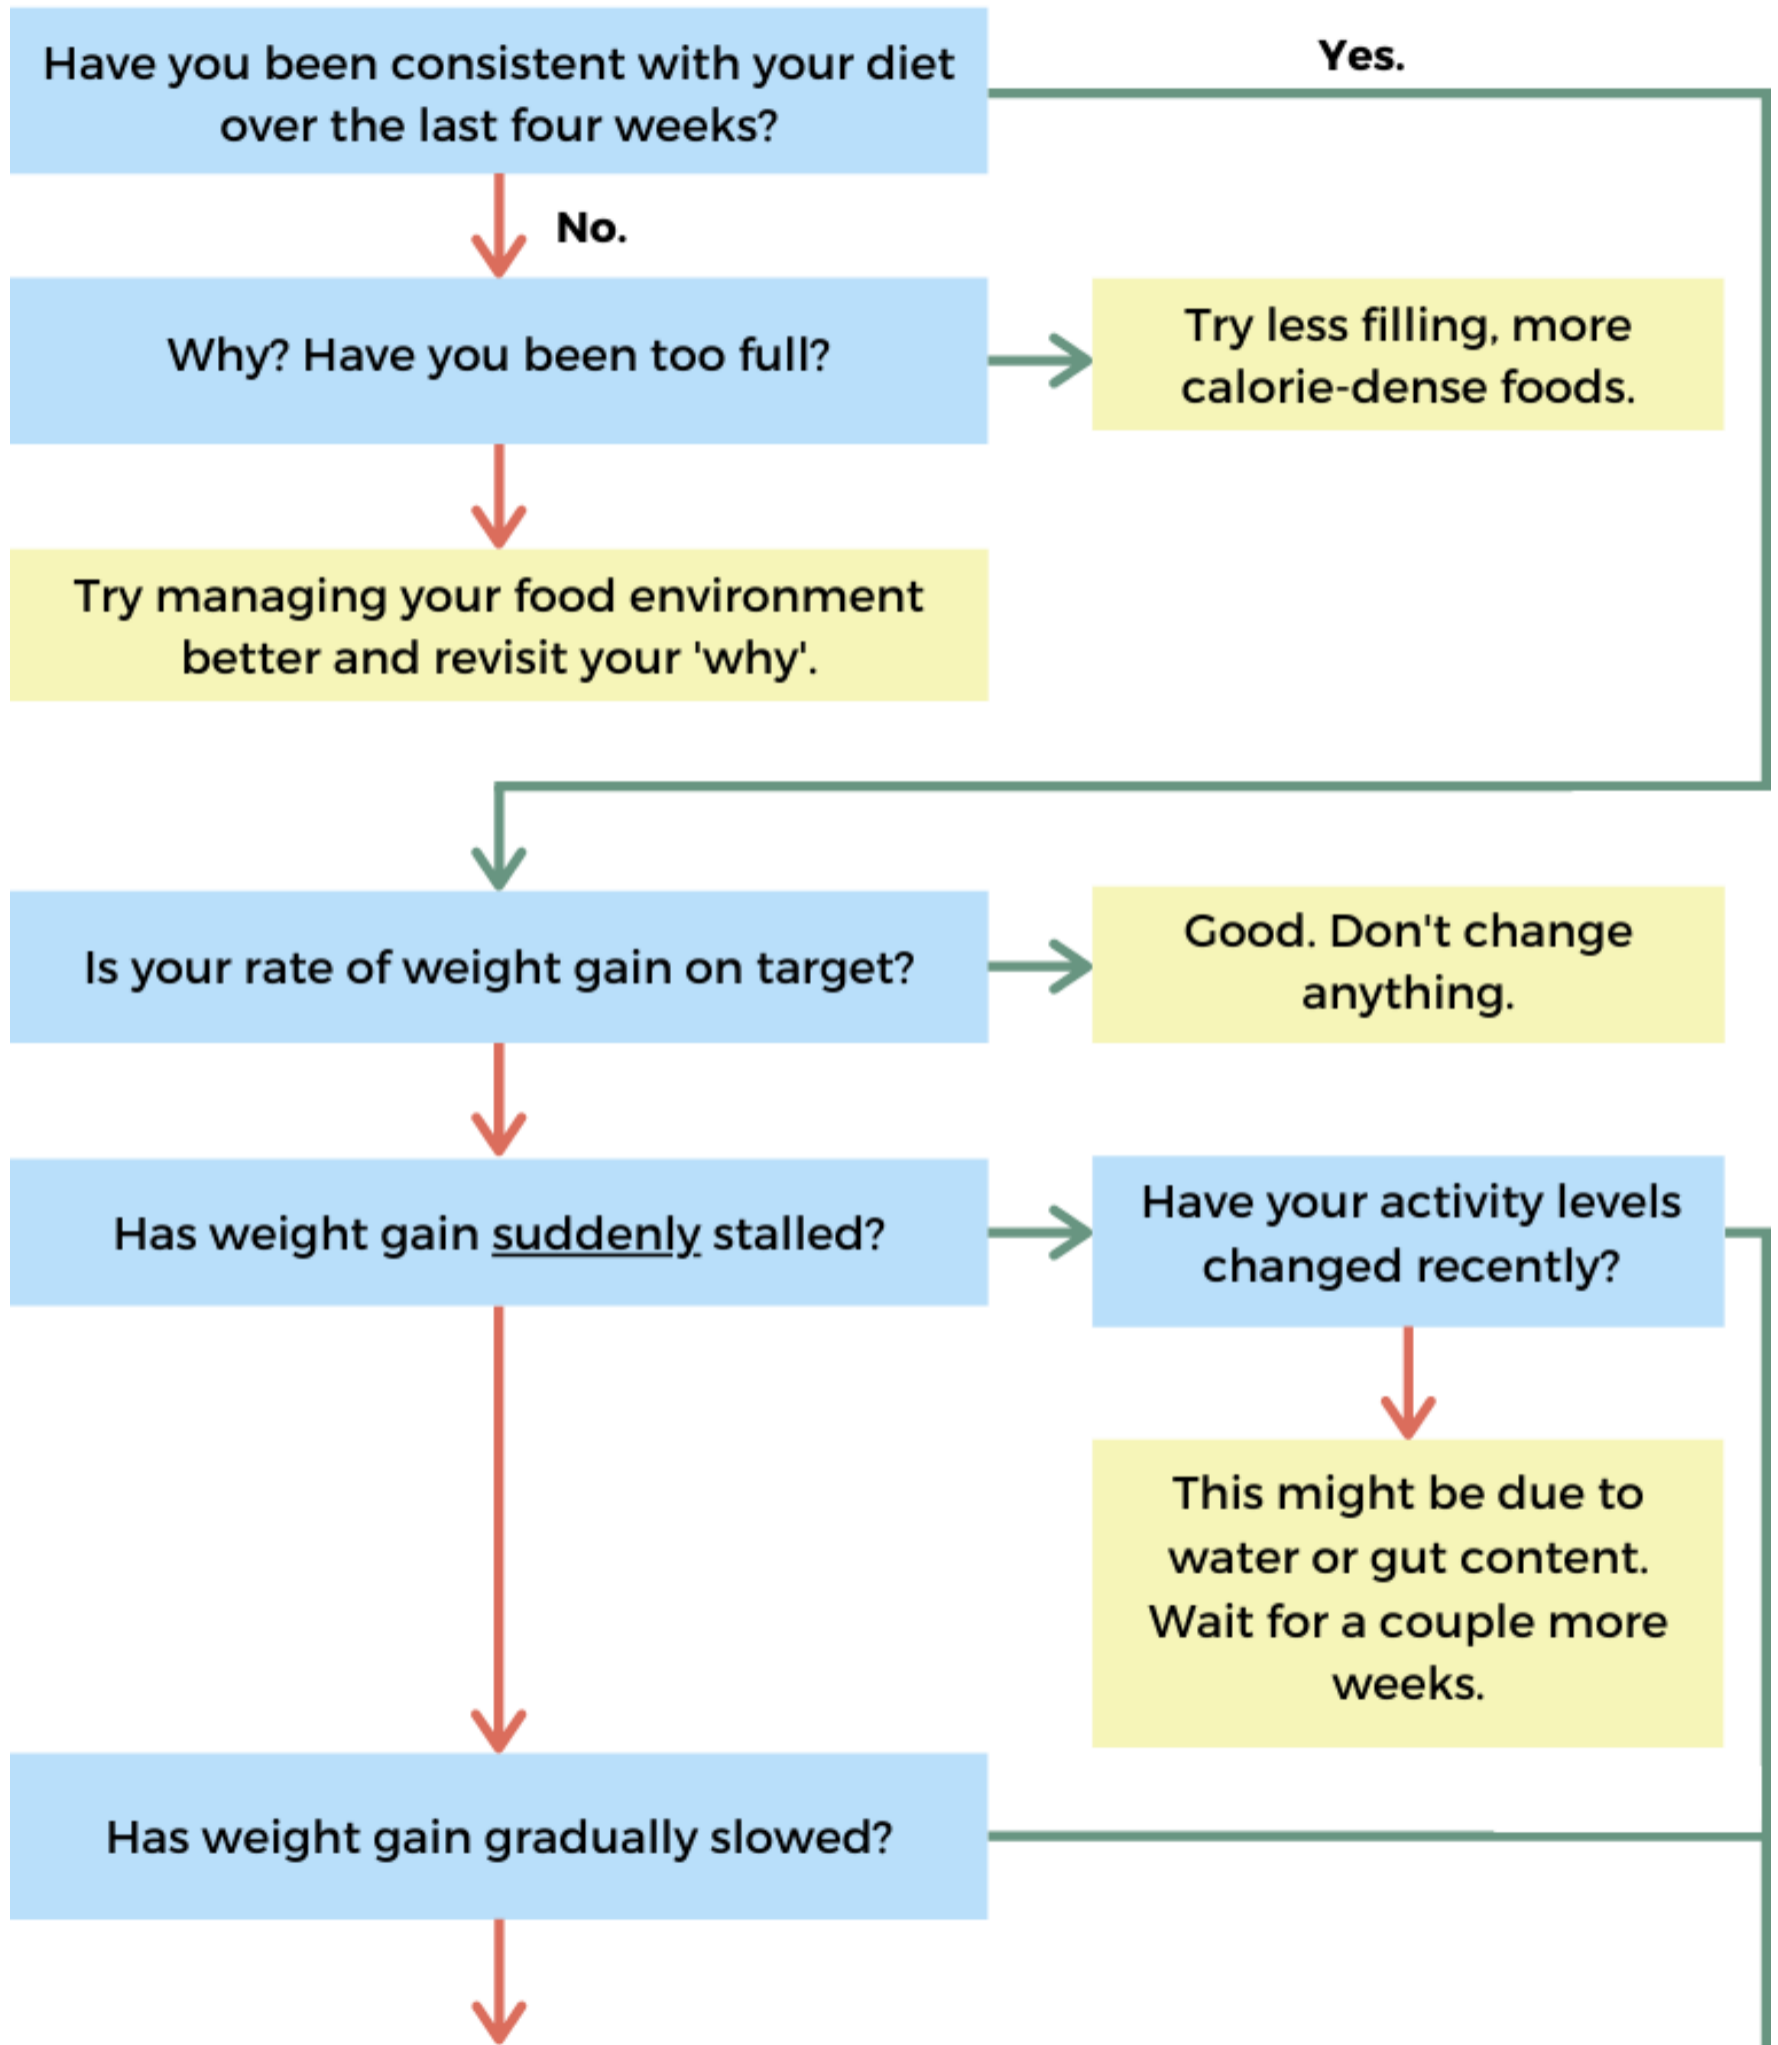 Have you been consistent with your diet
over the last four weeks?
Yes.
No.
Why? Have you been too full?
Try less filling, more
calorie-dense foods.
Try managing your food environment
better and revisit your 'why'.
Is your rate of weight gain on target?
Good. Don't change
anything.
Has weight gain suddenly stalled?
Have your activity levels
changed recently?
This might be due to
water or gut content.
Wait for a couple more
weeks.
Has weight gain gradually slowed?